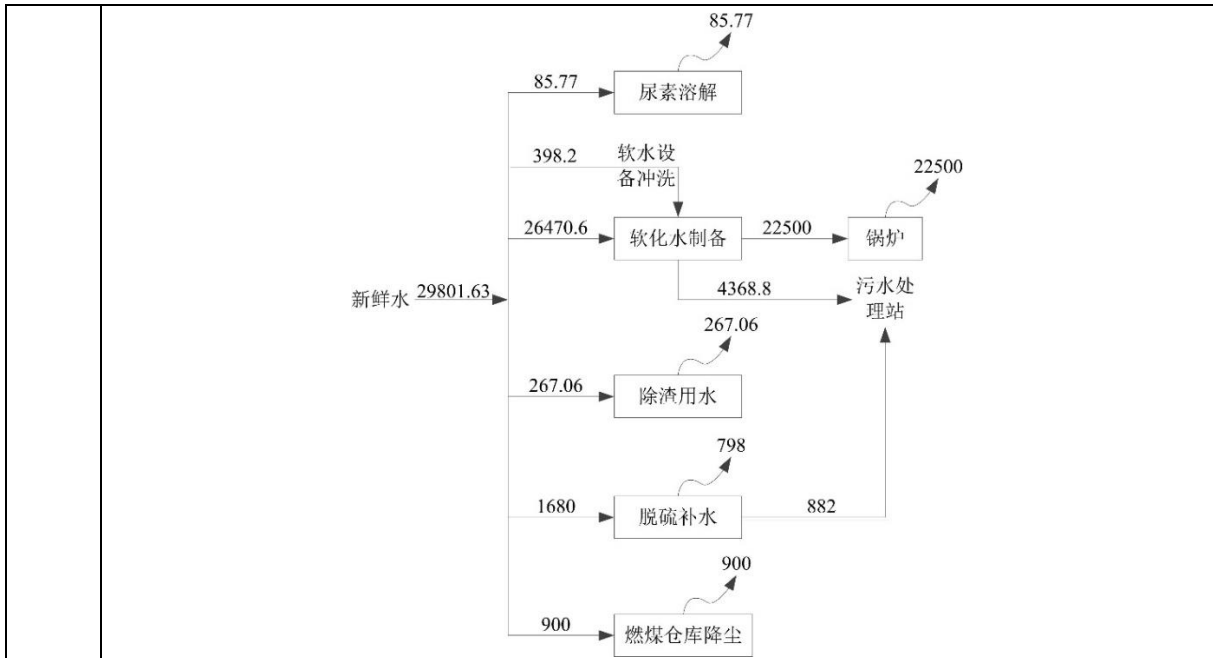 85.77
85.77
尿素溶解
398.2
软水设
备冲洗
22500
26470.6
软化水制备
22500
锅炉
新鲜水
29801.63
4368.8
污水处
理站
267.06
267.06
除渣用水
798
1680
脱硫补水
882
900
900
燃煤仓库降尘